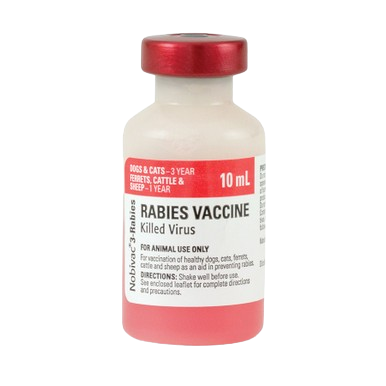 DOGS & CATS – 3 YEAR
FERRETS, CATTLE &
SHEEP – 1 YEAR
10 mL
Nobivac® 3-Rabies
RABIES VACCINE
Killed Virus
FOR ANIMAL USE ONLY
For vaccination of healthy dogs, cats, ferrets,
cattle and sheep as an aid in preventing rabies.
DIRECTIONS: Shake well before use.
See enclosed leaflet for complete directions
and precautions.